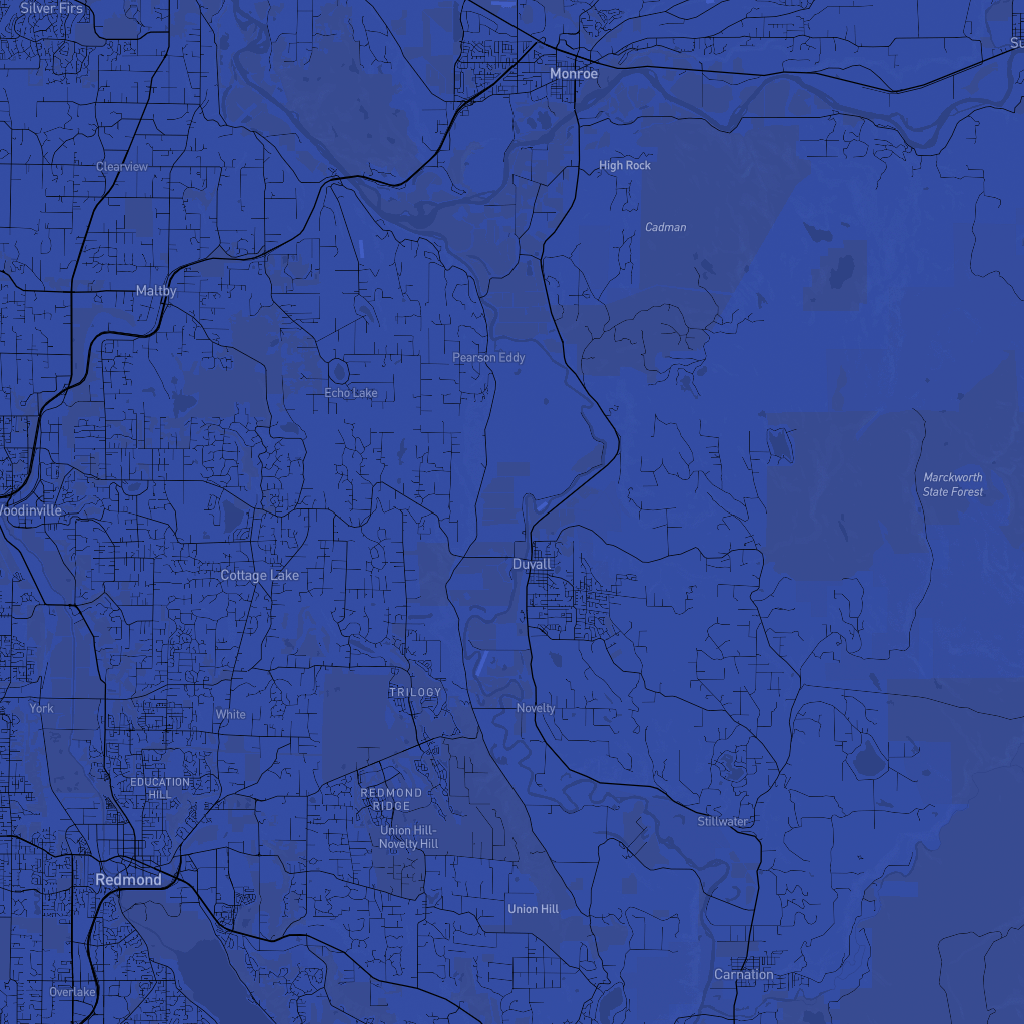 Silver Firs
Su
Monroe
Clearview
High Rock
Cadman
Maltby
Pearson Eddy
Echo Lake
Marckworth
State Forest
Woodinville
Duvall
Cottage Lake
TRILOGY
York
White
Novelty
EDUCATION
HILL
REDMOND
RIDGE
Stillwater
Union Hill-
Novelty Hill
Redmond
Union Hill
Carnation
Overlake